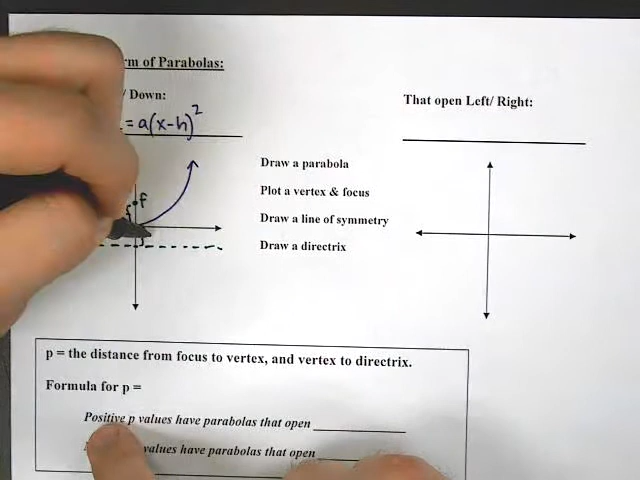 rm of Parabolas:
/ Down:
That open Left/ Right:
= a(x-h)²
Draw a parabola
Plot a vertex & focus
f
Draw a line of symmetry
Draw a directrix
p = the distance from focus to vertex, and vertex to directrix.
Formula for p =
Positive p values have parabolas that open
values have parabolas that open